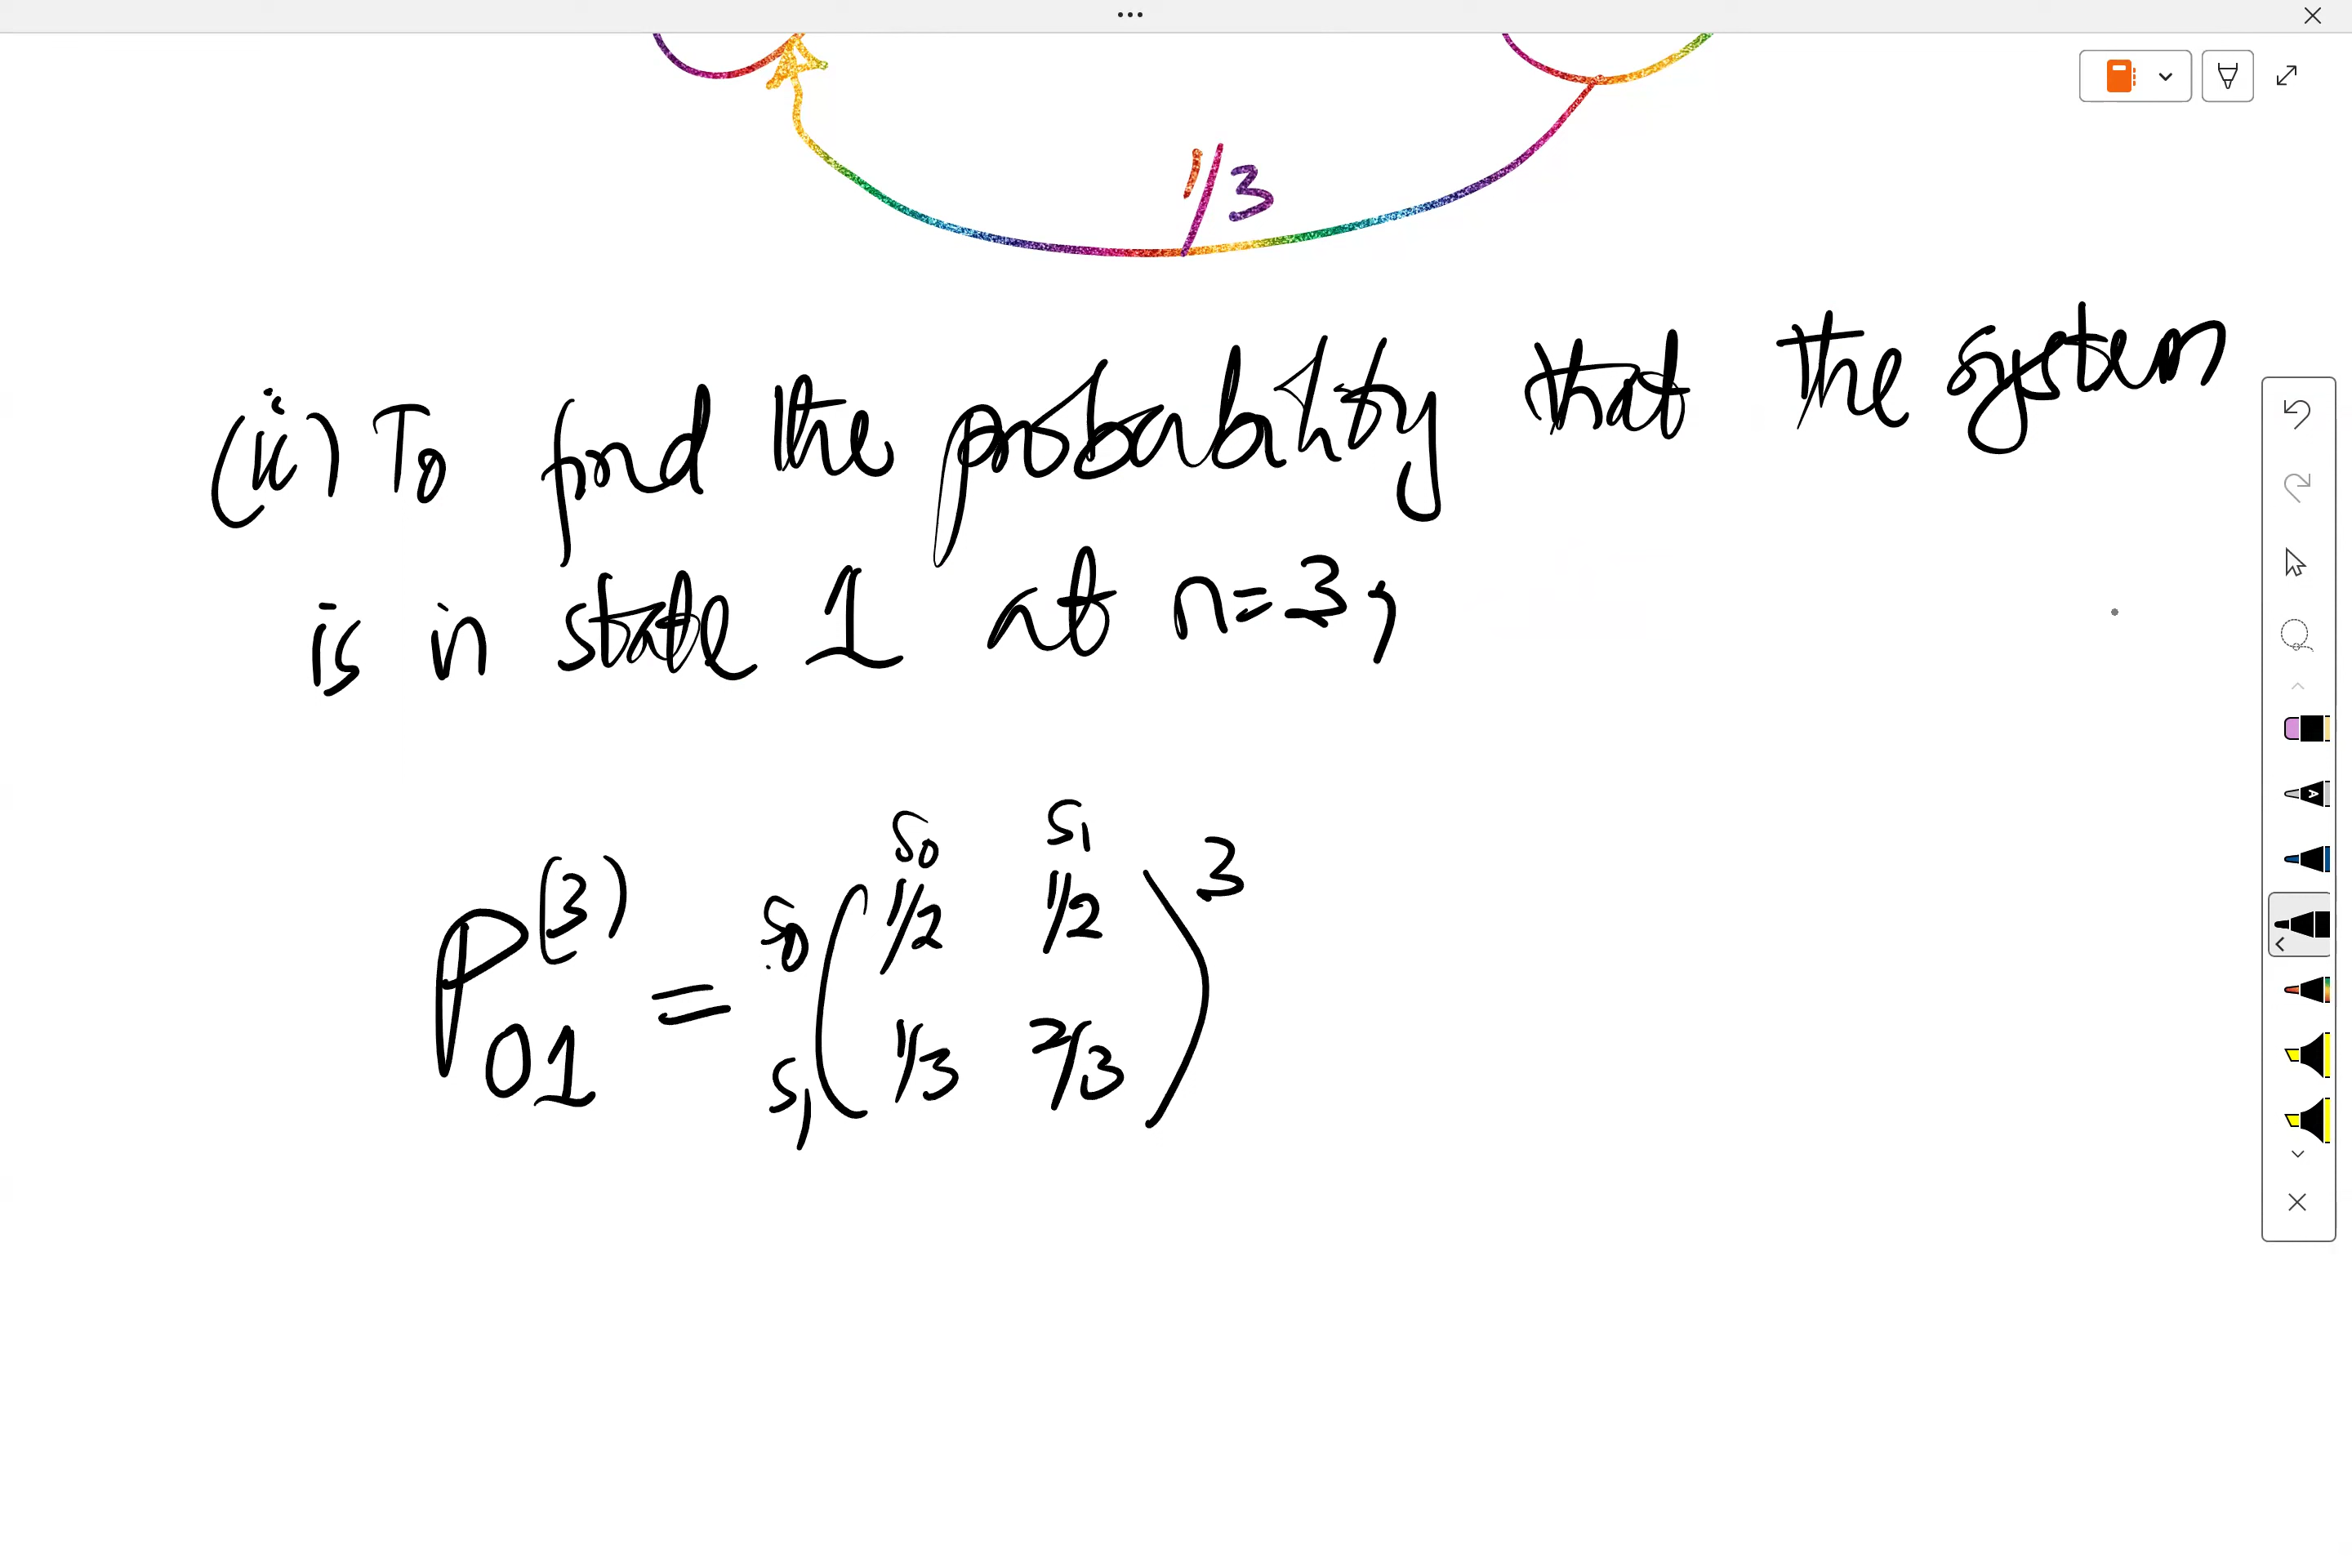 1/3
(ii) To find the probability that the system
is in state 1 at n=3;
S0 S1
P01^(3) = S0 ( 1/2 1/2 )^3
S1 ( 1/3 2/3 )